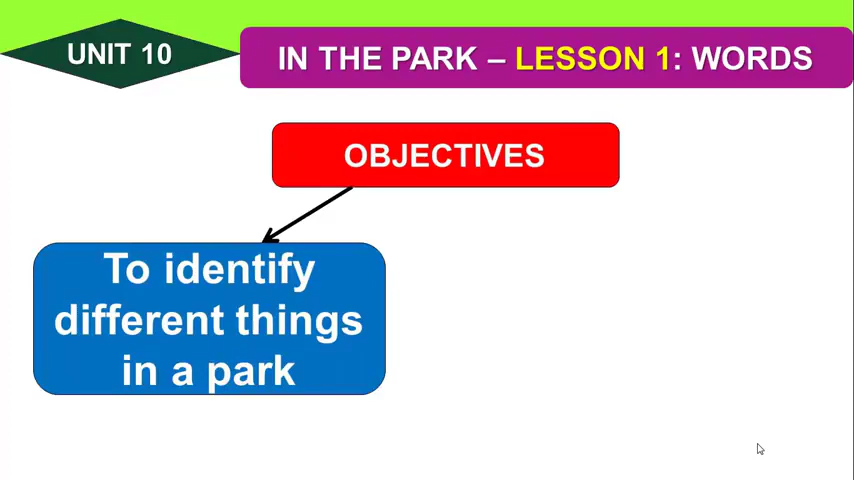 UNIT 10
IN THE PARK – LESSON 1: WORDS
OBJECTIVES
To identify
different things
in a park